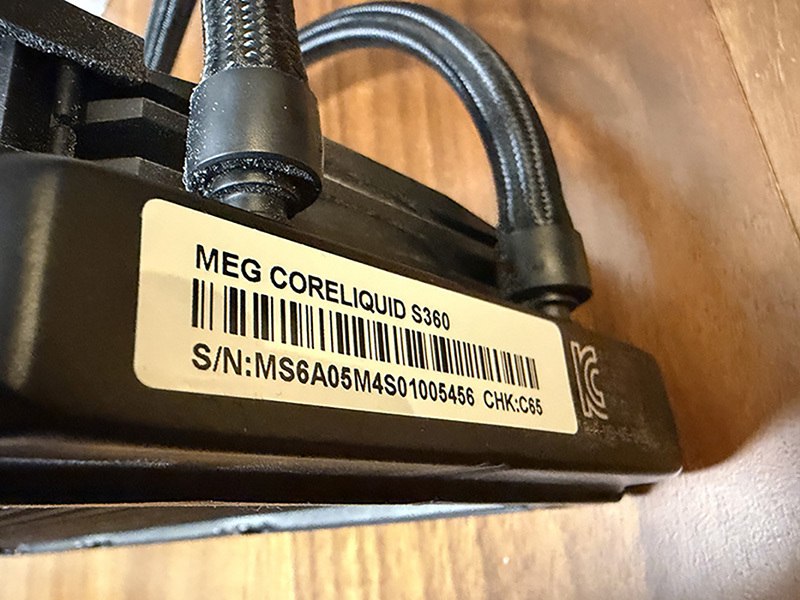 MEG CORELIQUID S360
S/N:MS6A05M4S01005456 CHK:C65